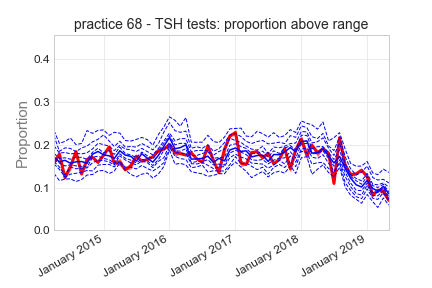 practice 68 - TSH tests: proportion above range
Proportion
0.4
0.3
0.2
0.1
0.0
January 2015
January 2016
January 2017
January 2018
January 2019